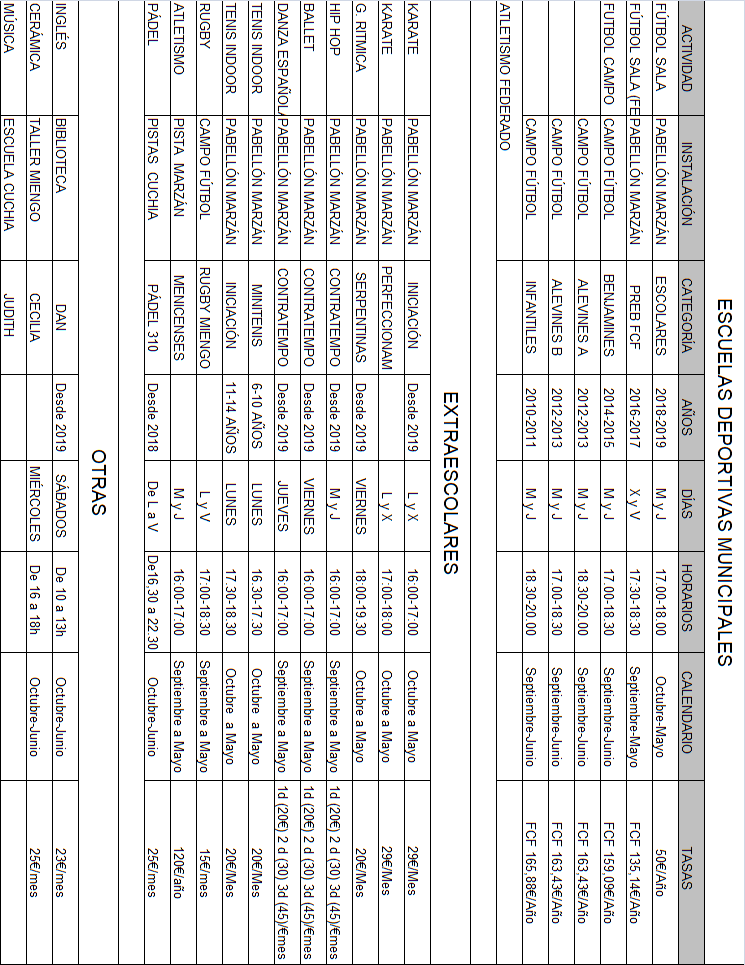 ESCUELAS DEPORTIVAS MUNICIPALES
ACTIVIDAD INSTALACIÓN CATEGORÍA AÑOS DÍAS HORARIOS CALENDARIO TASAS
FÚTBOL SALA PABELLÓN MARZÁN ESCOLARES 2018-2019 M y J 17.00-18.00 Octubre-Mayo 50€/Año
FÚTBOL SALA (FE PABELLÓN MARZÁN PREB FCF 2016-2017 X y V 17:30-18:30 Septiembre-Mayo FCF 135,14€/Año
FÚTBOL CAMPO CAMPO FÚTBOL BENJAMINES 2014-2015 M y J 17.00-18.30 Septiembre-Junio FCF 159,09€/Año
CAMPO FÚTBOL ALEVINES A 2012-2013 M y J 18.30-20.00 Septiembre-Junio FCF 163,43€/Año
CAMPO FÚTBOL ALEVINES B 2012-2013 M y J 17.00-18.30 Septiembre-Junio FCF 163,43€/Año
CAMPO FÚTBOL INFANTILES 2010-2011 M y J 18.30-20.00 Septiembre-Junio FCF 165,88€/Año
ATLETISMO FEDERADO
EXTRAESCOLARES
KARATE PABELLÓN MARZÁN INICIACIÓN Desde 2019 L y X 16:00-17:00 Octubre a Mayo 29€/Mes
KARATE PABELLÓN MARZÁN PERFECCIONAM L y X 17:00-18:00 Octubre a Mayo 29€/Mes
G. RITMICA PABELLÓN MARZÁN SERPENTINAS Desde 2019 VIERNES 18:00-19:30 Octubre a Mayo 20€/Mes
HIP HOP PABELLÓN MARZÁN CONTRATEMPO Desde 2019 M y J 16:00-17:00 Septiembre a Mayo 1d (20€) 2 d (30) 3d (45)/€mes
BALLET PABELLÓN MARZÁN CONTRATEMPO Desde 2019 VIERNES 16:00-17:00 Septiembre a Mayo 1d (20€) 2 d (30) 3d (45)/€mes
DANZA ESPAÑOLA PABELLÓN MARZÁN CONTRATEMPO Desde 2019 JUEVES 16:00-17:00 Septiembre a Mayo 1d (20€) 2 d (30) 3d (45)/€mes
TENIS INDOOR PABELLÓN MARZÁN MINITENIS 6-10 AÑOS LUNES 16.30-17.30 Octubre a Mayo 20€/Mes
TENIS INDOOR PABELLÓN MARZÁN INICIACIÓN 11-14 AÑOS LUNES 17.30-18.30 Octubre a Mayo 20€/Mes
RUGBY CAMPO FÚTBOL RUGBY MIENGO L y V 17:00-18:30 Septiembre a Mayo 15€/mes
ATLETISMO PISTA MARZÁN MENICENSES M y J 16:00-17:00 Septiembre a Mayo 120€/año
PÁDEL PISTAS CUCHIA PÁDEL 310 Desde 2018 De L a V De16,30 a 22.30 Octubre-Junio 25€/mes
OTRAS
INGLÉS BIBLIOTECA DAN Desde 2019 SÁBADOS De 10 a 13h Octubre-Junio 23€/mes
CERÁMICA TALLER MIENGO CECILIA MIÉRCOLES De 16 a 18h Octubre-Junio 25€/mes
MÚSICA ESCUELA CUCHIA JUDITH